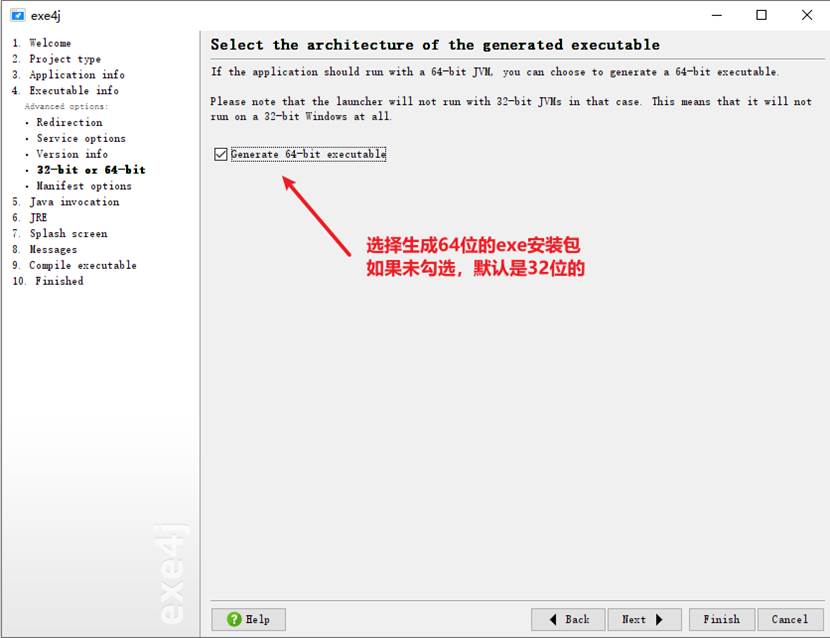 exe4j
1. Welcome
2. Project type
3. Application info
4. Executable info
Advanced options:
• Redirection
• Service options
• Version info
• 32-bit or 64-bit
• Manifest options
5. Java invocation
6. JRE
7. Splash screen
8. Messages
9. Compile executable
10. Finished
exe4j
Select the architecture of the generated executable
If the application should run with a 64-bit JVM, you can choose to generate a 64-bit executable.
Please note that the launcher will not run with 32-bit JVMs in that case. This means that it will not
run on a 32-bit Windows at all.
Generate 64-bit executable
选择生成64位的exe安装包
如果未勾选，默认是32位的
Help
Back
Next
Finish
Cancel